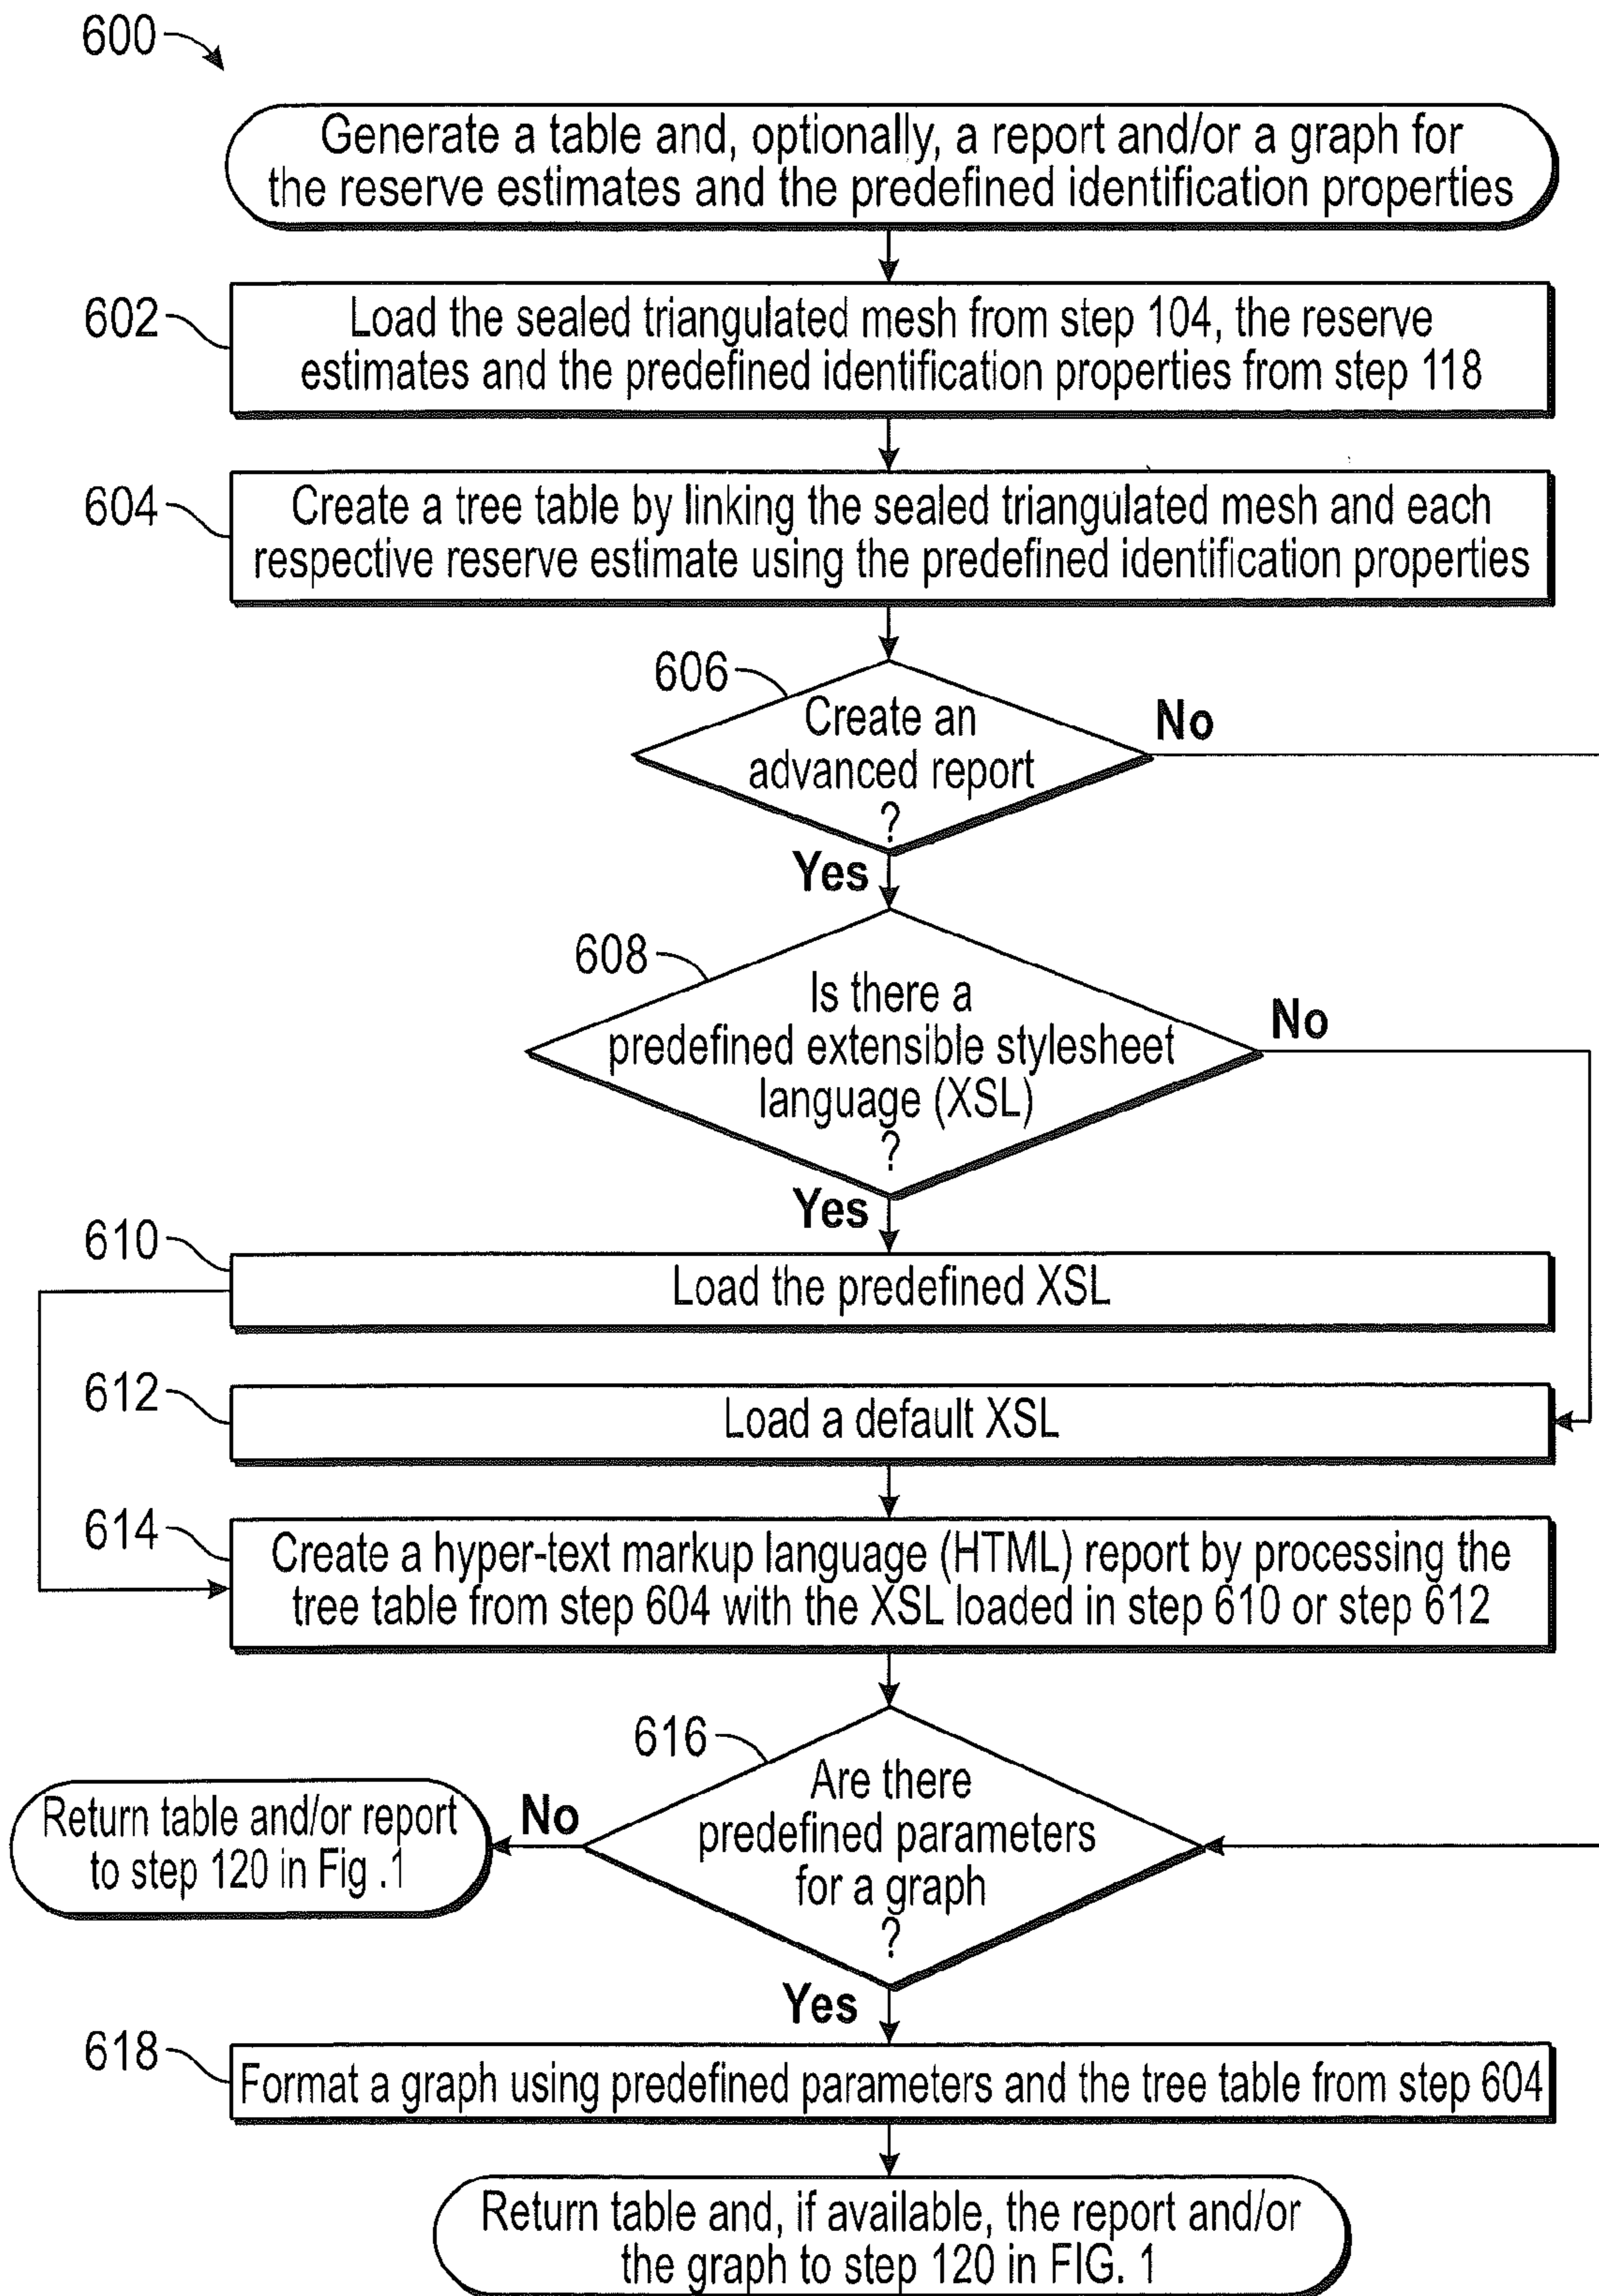 600
Generate a table and, optionally, a report and/or a graph for
the reserve estimates and the predefined identification properties
602
Load the sealed triangulated mesh from step 104, the reserve
estimates and the predefined identification properties from step 118
604
Create a tree table by linking the sealed triangulated mesh and each
respective reserve estimate using the predefined identification properties
606
Create an
advanced report
?
No
Yes
608
Is there a
predefined extensible stylesheet
language (XSL)
?
No
Yes
610
Load the predefined XSL
612
Load a default XSL
614
Create a hyper-text markup language (HTML) report by processing the
tree table from step 604 with the XSL loaded in step 610 or step 612
616
Are there
predefined parameters
for a graph
?
No
Return table and/or report
to step 120 in Fig .1
Yes
618
Format a graph using predefined parameters and the tree table from step 604
Return table and, if available, the report and/or
the graph to step 120 in FIG. 1